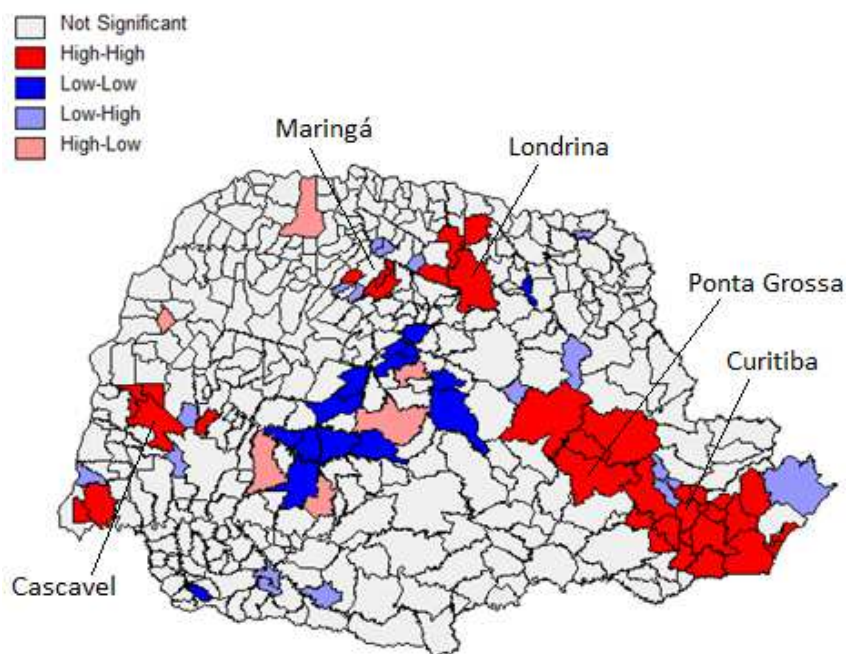 Not Significant
High-High
Low-Low
Low-High
High-Low
Maringá
Londrina
Ponta Grossa
Curitiba
Cascavel